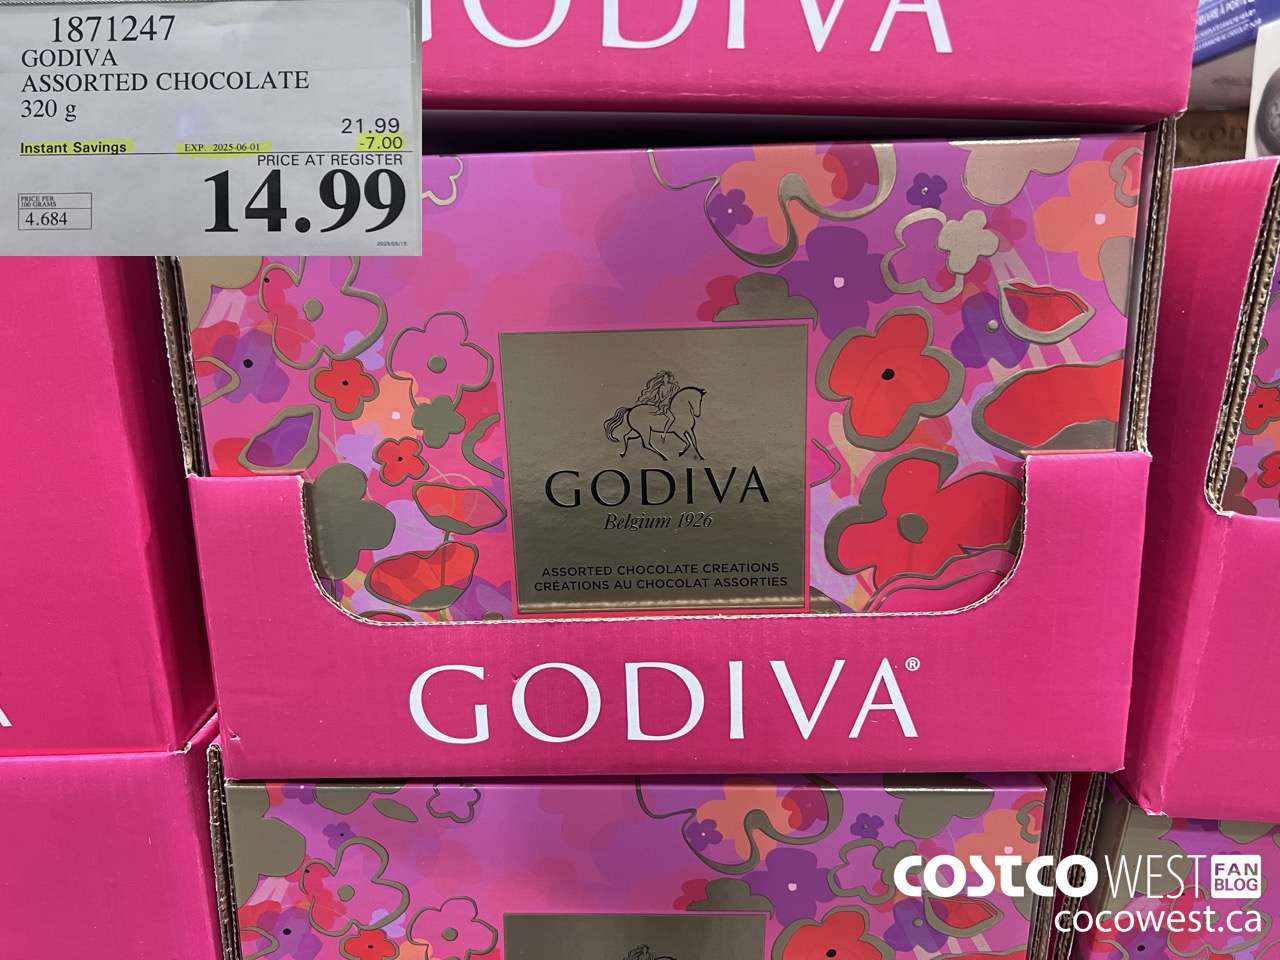 1871247
GODIVA
ASSORTED CHOCOLATE
320 g
21.99
Instant Savings EXP. 2025-06-01 -7.00
PRICE AT REGISTER
14.99
PRICE PER
100 GRAMS
4.684
GODIVA
GODIVA
Belgium 1926
ASSORTED CHOCOLATE CREATIONS
CRÉATIONS AU CHOCOLAT ASSORTIES
GODIVA®
GOD
COSTCO WEST FAN BLOG
cocowest.ca